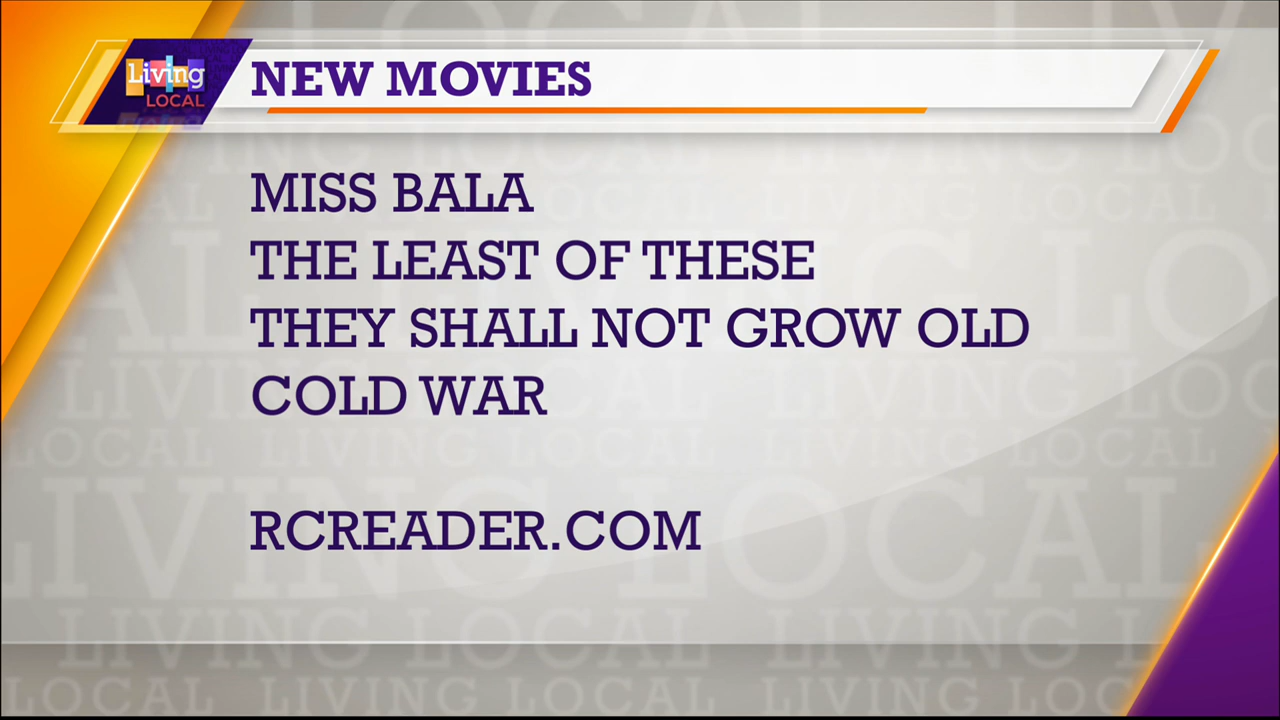 Living
LOCAL
NEW MOVIES
MISS BALA
THE LEAST OF THESE
THEY SHALL NOT GROW OLD
COLD WAR
RCREADER.COM